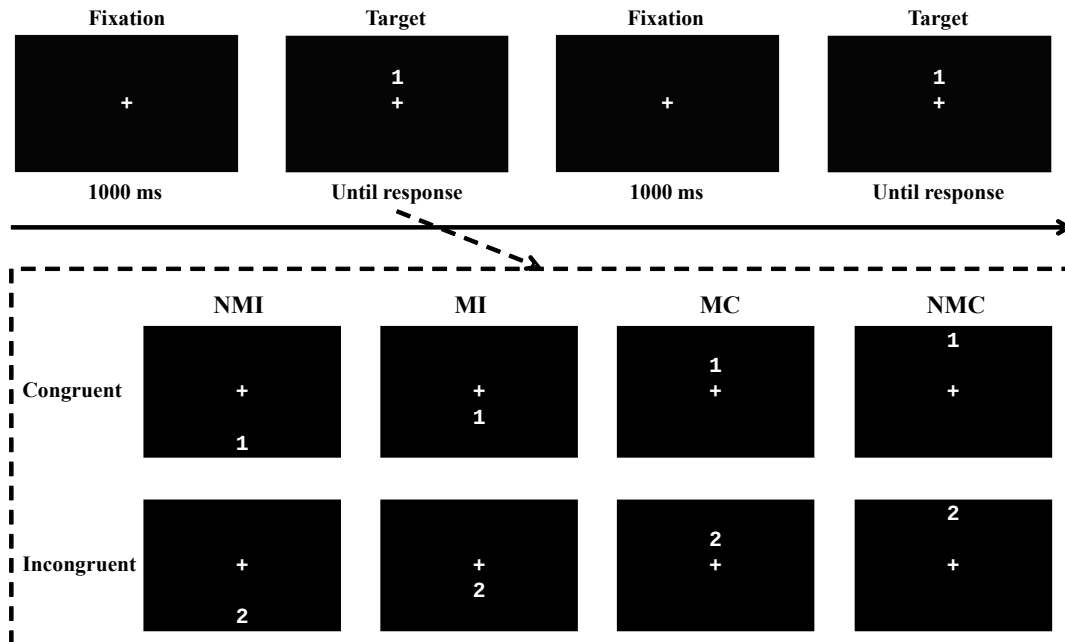 Fixation Target Fixation Target
1 1
+ + + +
1000 ms Until response 1000 ms Until response
NMI MI MC NMC
1
1
Congruent + + + +
1
1
2
2
Incongruent + + + +
2
2